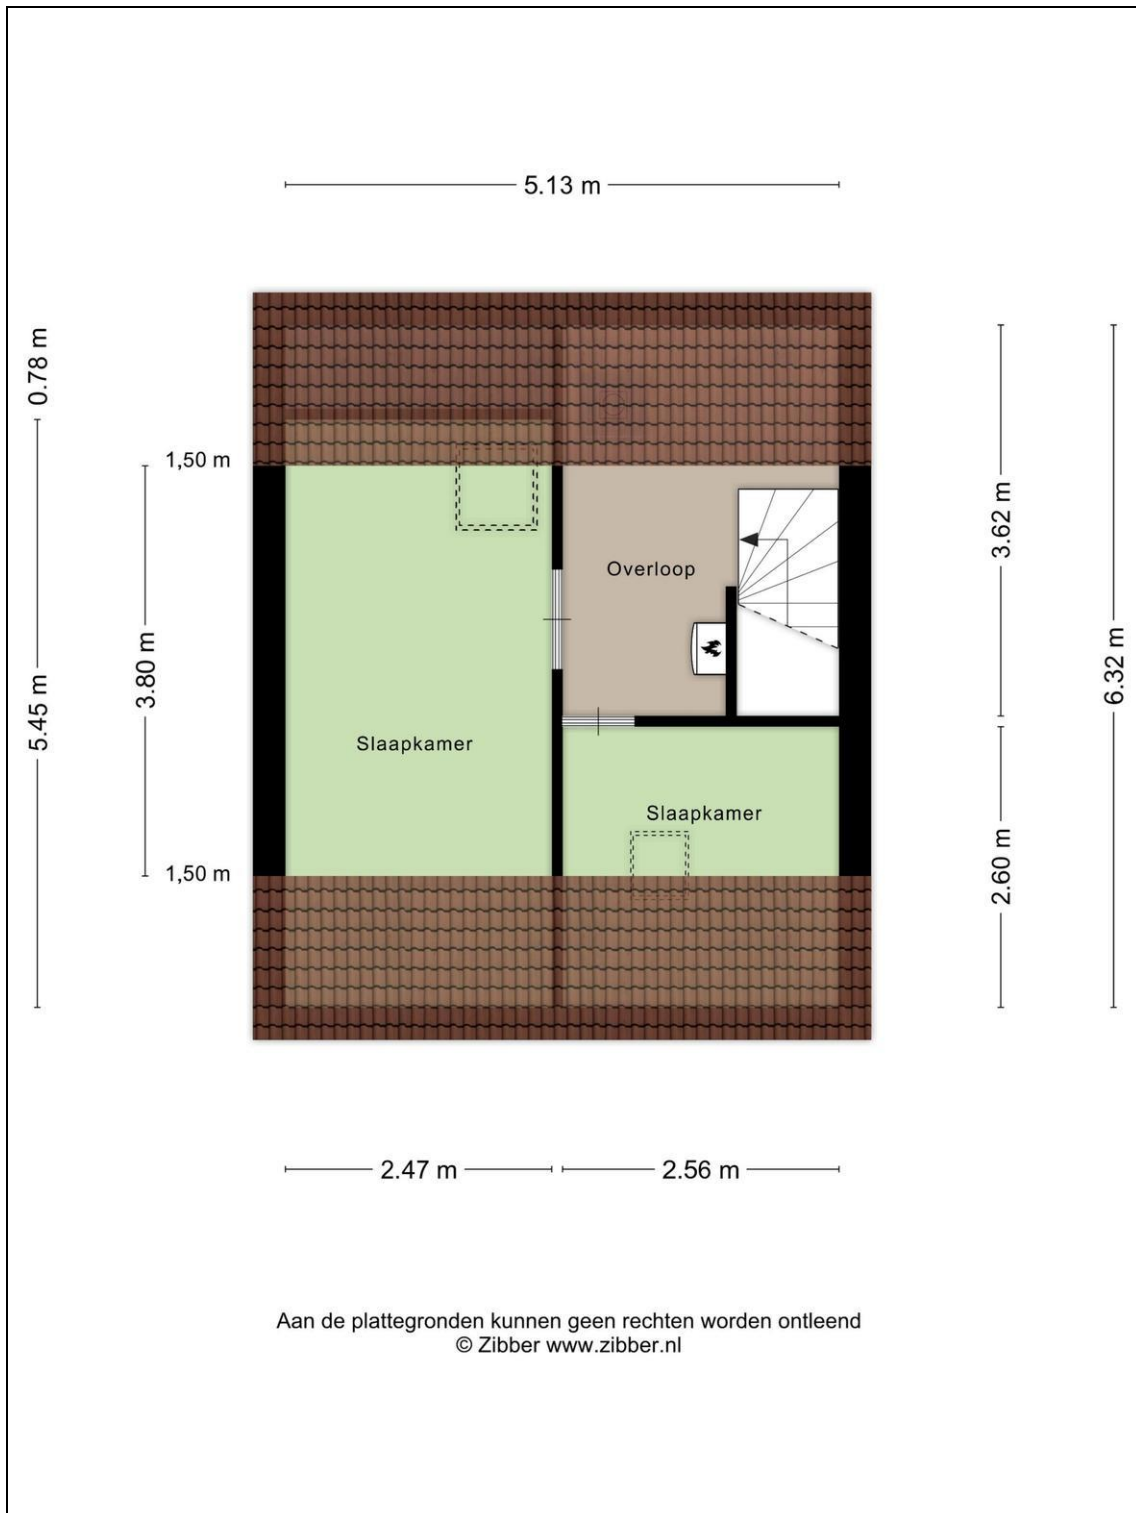 5.13 m
0.78 m
1,50 m
3.62 m
Overloop
6.32 m
3.80 m
5.45 m
Slaapkamer
Slaapkamer
2.60 m
1,50 m
2.47 m
2.56 m
Aan de plattegronden kunnen geen rechten worden ontleend
© Zibber www.zibber.nl